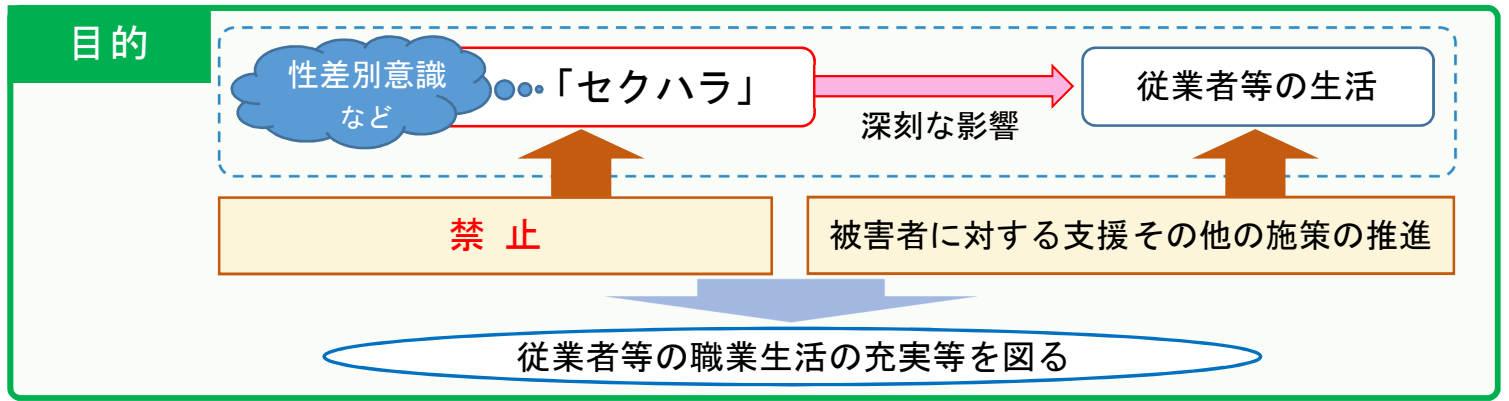 目的
性差別意識
など
「セクハラ」
深刻な影響
従業者等の生活
禁止
被害者に対する支援その他の施策の推進
従業者等の職業生活の充実等を図る